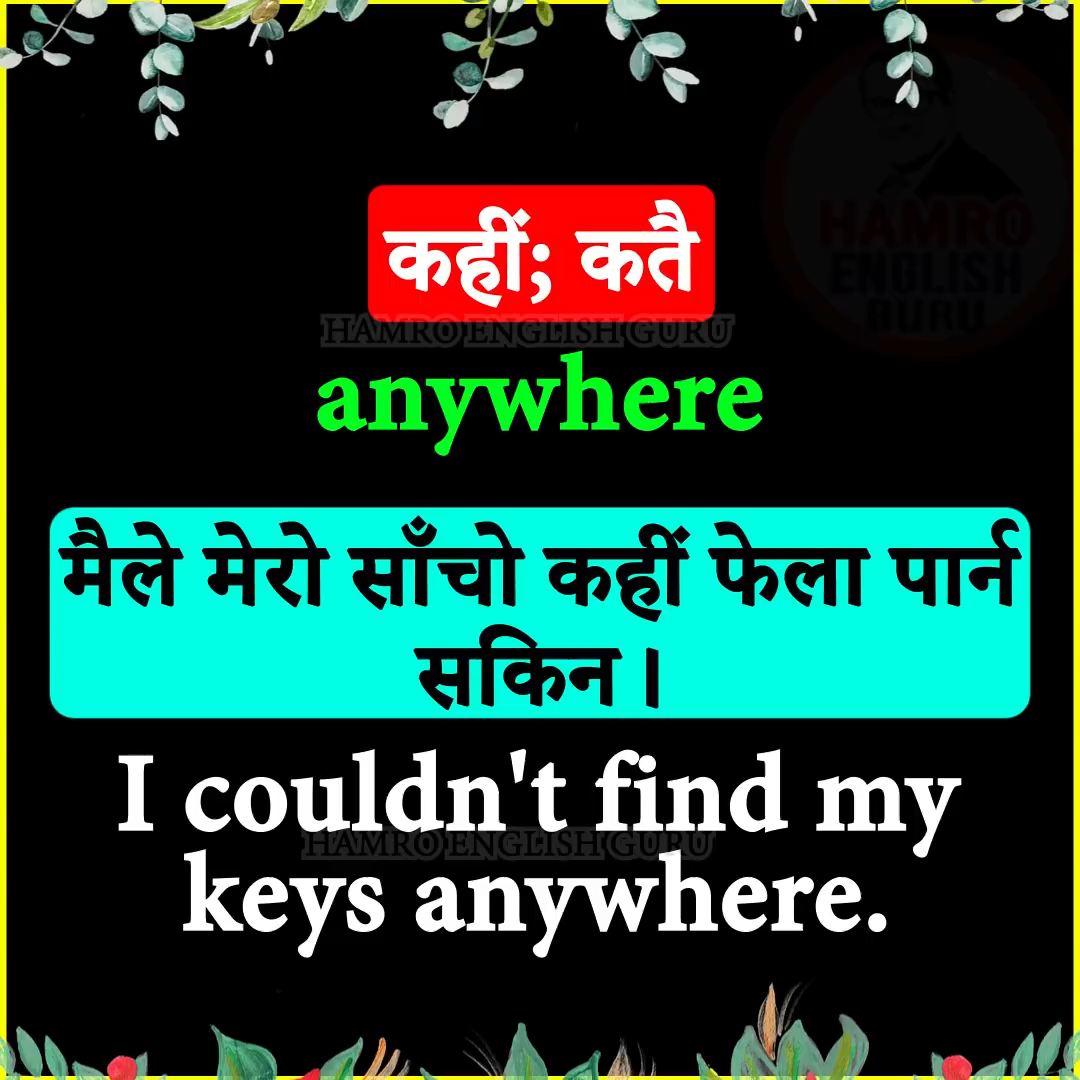 HAMRO
ENGLISH
GURU
कहीं; कतै
HAMRO ENGLISH GURU
anywhere
मैले मेरो साँचो कहीं फेला पार्न
सकिन ।
I couldn't find my
HAMRO ENGLISH GURU
keys anywhere.